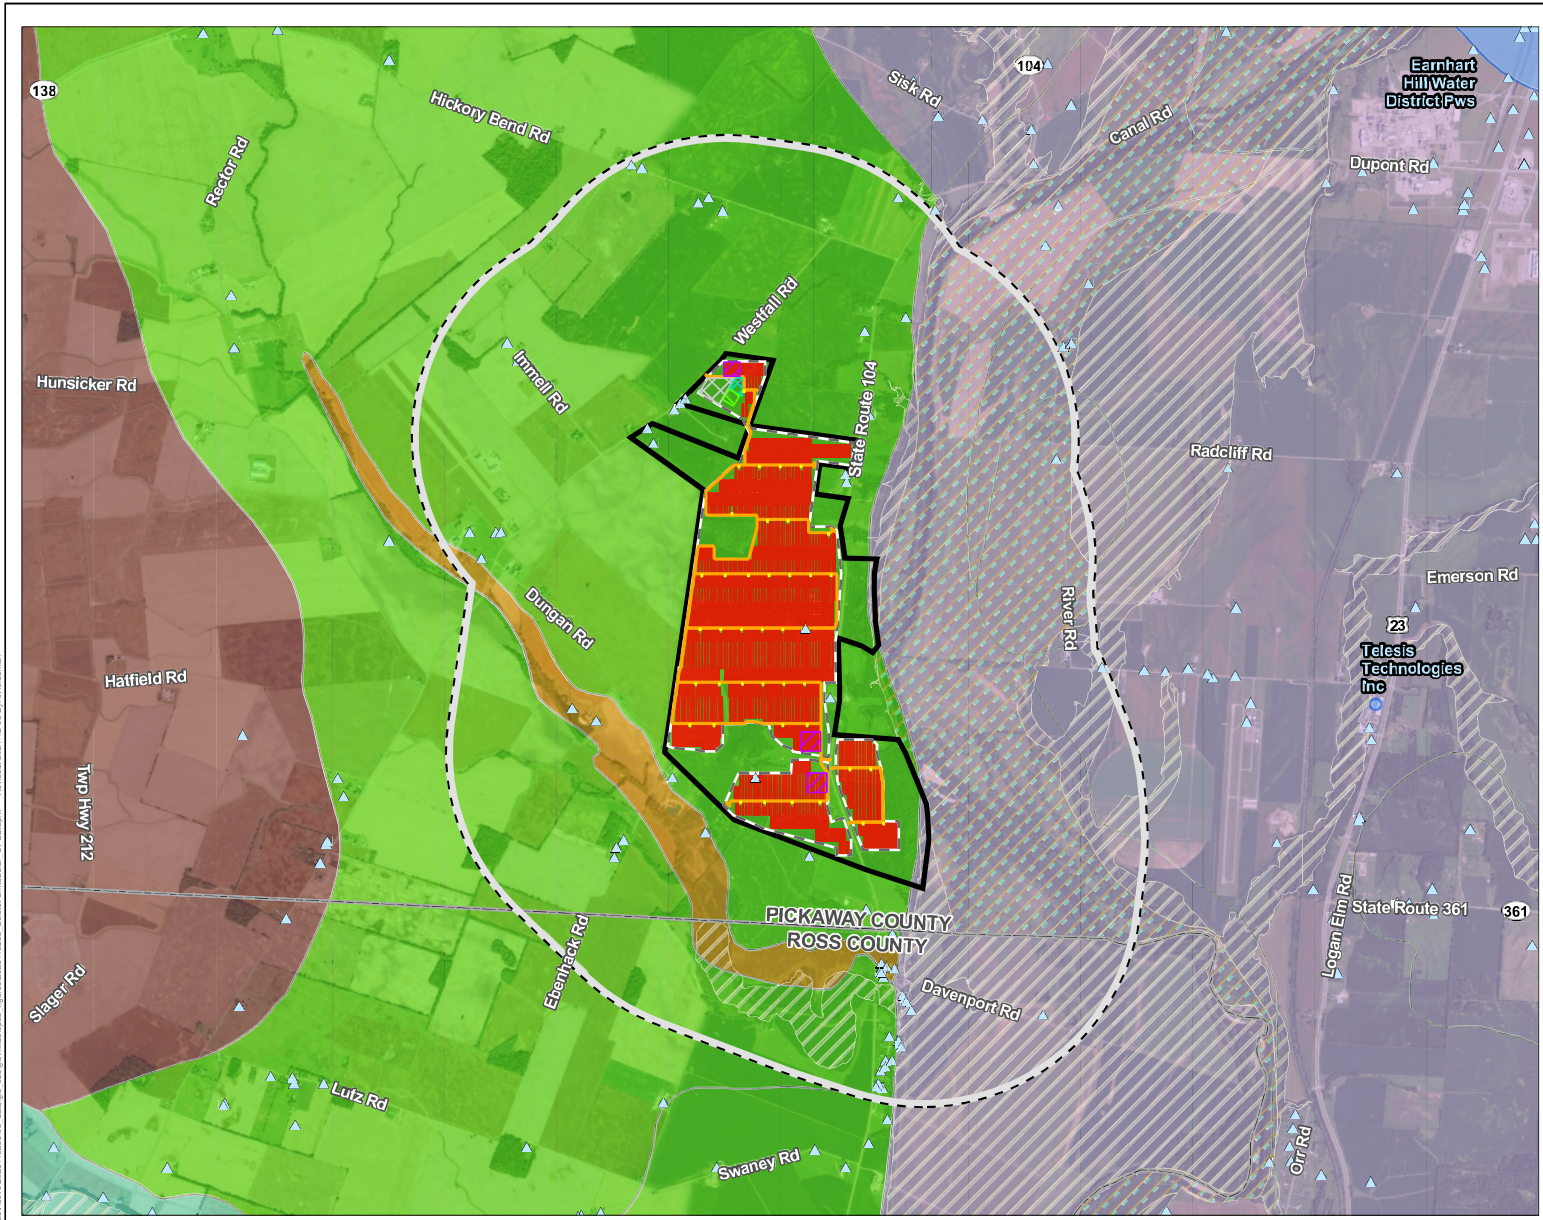 104
Earnhart
Hill Water
District Pws
138
Sisk Rd
Hickory Bend Rd
Canal Rd
Dupont Rd
Rector Rd
Westfall Rd
Immell Rd
Hunsicker Rd
State Route 104
Radcliff Rd
Emerson Rd
Dungan Rd
River Rd
23
Telesis
Technologies
Inc
Hatfield Rd
Twp Hwy 212
PICKAWAY COUNTY
ROSS COUNTY
State Route 361
361
Logan Elm Rd
Ebenhack Rd
Slager Rd
Davenport Rd
Lutz Rd
Swaney Rd
Orr Rd